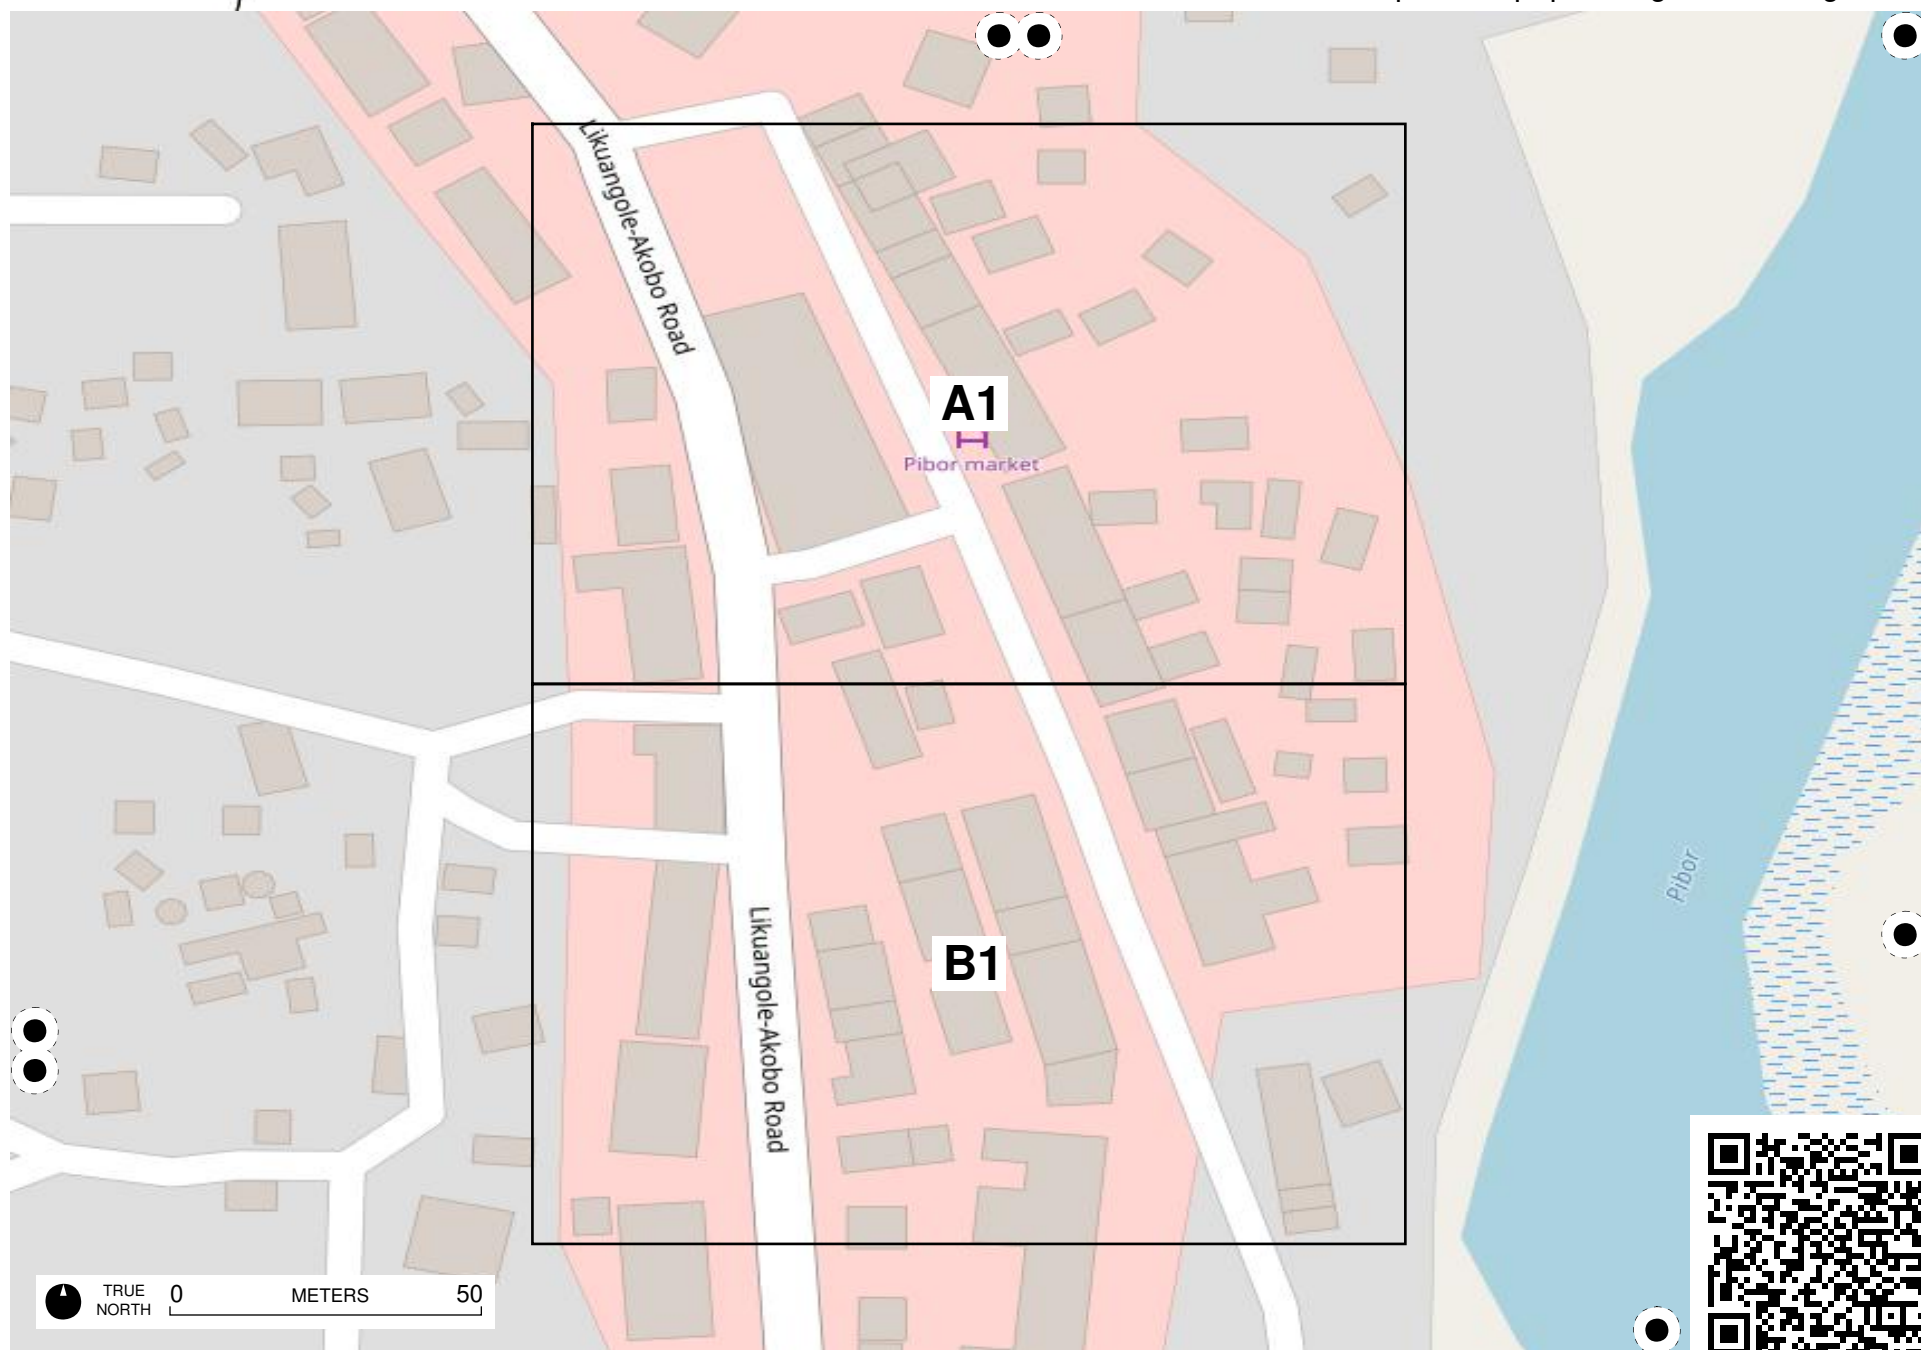 Likuangole-Akobo Road
A1
Pibor market
Pibor
B1
Likuangole-Akobo Road
TRUE
NORTH
0 METERS 50